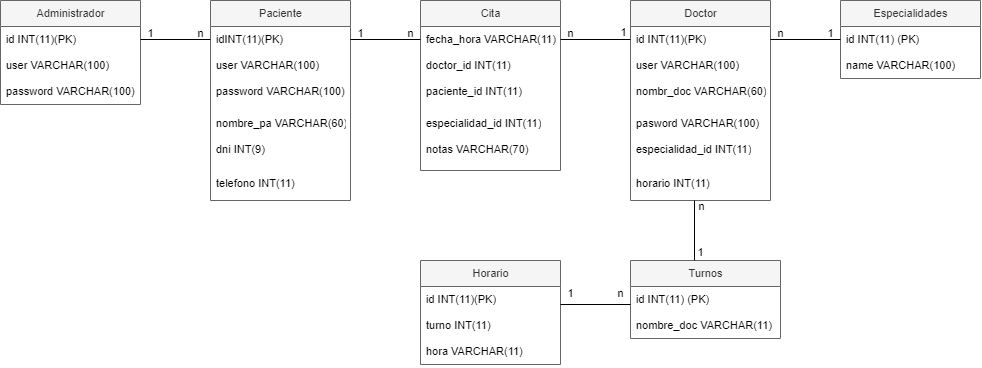 Administrador
id INT(11)(PK)
user VARCHAR(100)
password VARCHAR(100)
1
n
Paciente
idINT(11)(PK)
user VARCHAR(100)
password VARCHAR(100)
nombre_pa VARCHAR(60)
dni INT(9)
telefono INT(11)
1
n
Cita
fecha_hora VARCHAR(11)
doctor_id INT(11)
paciente_id INT(11)
especialidad_id INT(11)
notas VARCHAR(70)
n
1
Doctor
id INT(11)(PK)
user VARCHAR(100)
nombr_doc VARCHAR(60)
pasword VARCHAR(100)
especialidad_id INT(11)
horario INT(11)
n
1
Especialidades
id INT(11) (PK)
name VARCHAR(100)
n
1
Horario
id INT(11)(PK)
turno INT(11)
hora VARCHAR(11)
1
n
Turnos
id INT(11) (PK)
nombre_doc VARCHAR(11)